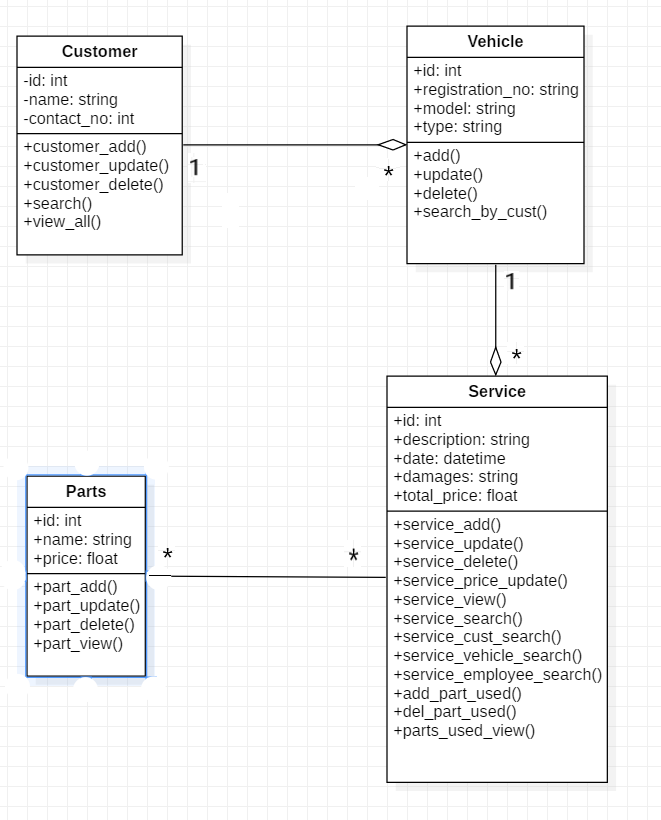 Customer
-id: int
-name: string
-contact_no: int
+customer_add()
+customer_update()
+customer_delete()
+search()
+view_all()
1
*
Vehicle
+id: int
+registration_no: string
+model: string
+type: string
+add()
+update()
+delete()
+search_by_cust()
1
*
Service
+id: int
+description: string
+date: datetime
+damages: string
+total_price: float
+service_add()
+service_update()
+service_delete()
+service_price_update()
+service_view()
+service_search()
+service_cust_search()
+service_vehicle_search()
+service_employee_search()
+add_part_used()
+del_part_used()
+parts_used_view()
Parts
+id: int
+name: string
+price: float
+part_add()
+part_update()
+part_delete()
+part_view()
*
*